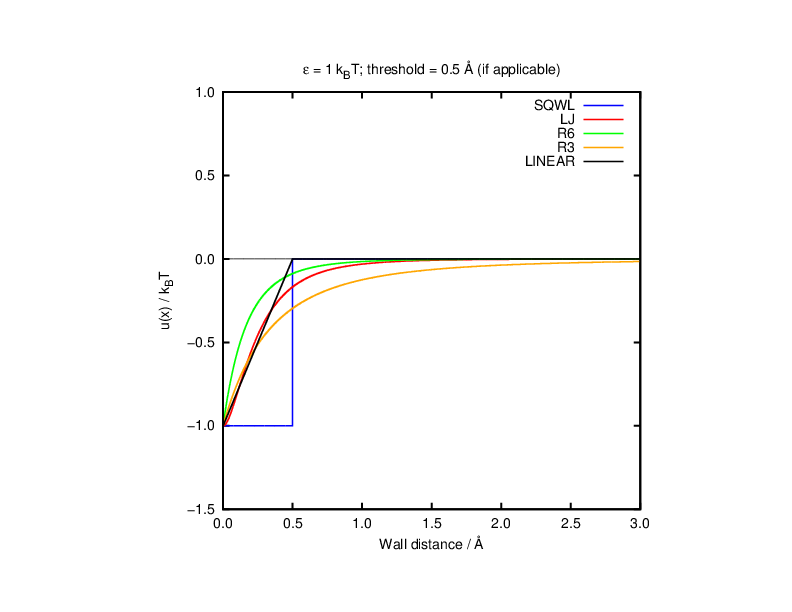 ε = 1 kBT; threshold = 0.5 Å (if applicable)
SQWL
LJ
R6
R3
LINEAR
1.0
0.5
0.0
−0.5
−1.0
−1.5
u(x) / kBT
0.0 0.5 1.0 1.5 2.0 2.5 3.0
Wall distance / Å